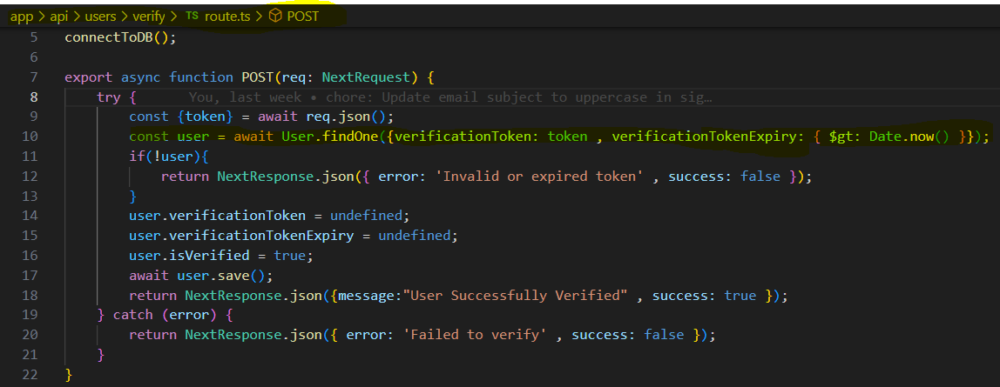 app > api > users > verify > TS route.ts > POST
5 connectToDB();
6
7 export async function POST(req: NextRequest) {
8 try { You, last week • chore: Update email subject to uppercase in sig…
9 const {token} = await req.json();
10 const user = await User.findOne({verificationToken: token , verificationTokenExpiry: { $gt: Date.now() }});
11 if(!user){
12 return NextResponse.json({ error: 'Invalid or expired token' , success: false });
13 }
14 user.verificationToken = undefined;
15 user.verificationTokenExpiry = undefined;
16 user.isVerified = true;
17 await user.save();
18 return NextResponse.json({message:"User Successfully Verified" , success: true });
19 } catch (error) {
20 return NextResponse.json({ error: 'Failed to verify' , success: false });
21 }
22 }